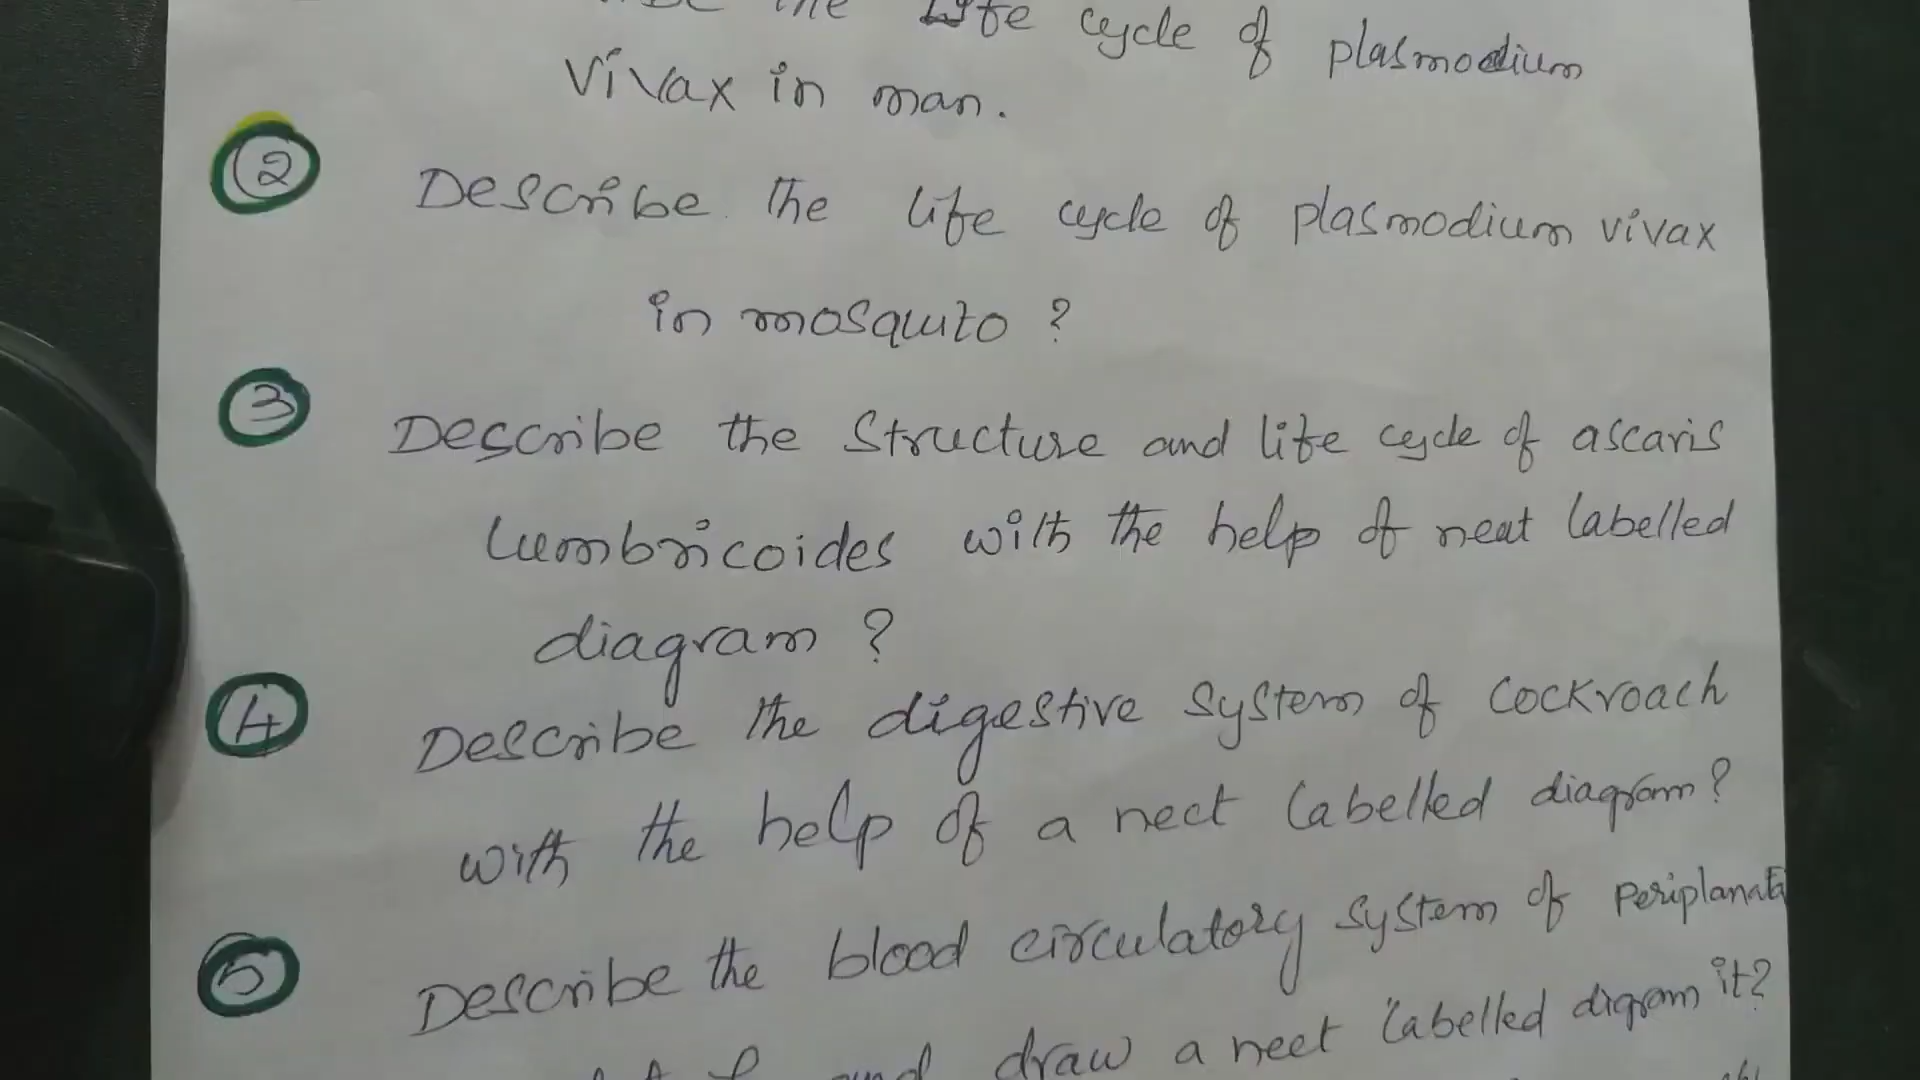 the Life cycle of plasmodium
vivax in man.
2 Describe the life cycle of plasmodium vivax
in mosquito ?
3 Describe the structure and life cycle of ascaris
lumbricoides with the help of neat labelled
diagram ?
4 Describe the digestive system of cockroach
with the help of a neet labelled diagram?
5 Describe the blood circulatory system of periplaneta
and draw a neet labelled digram it?